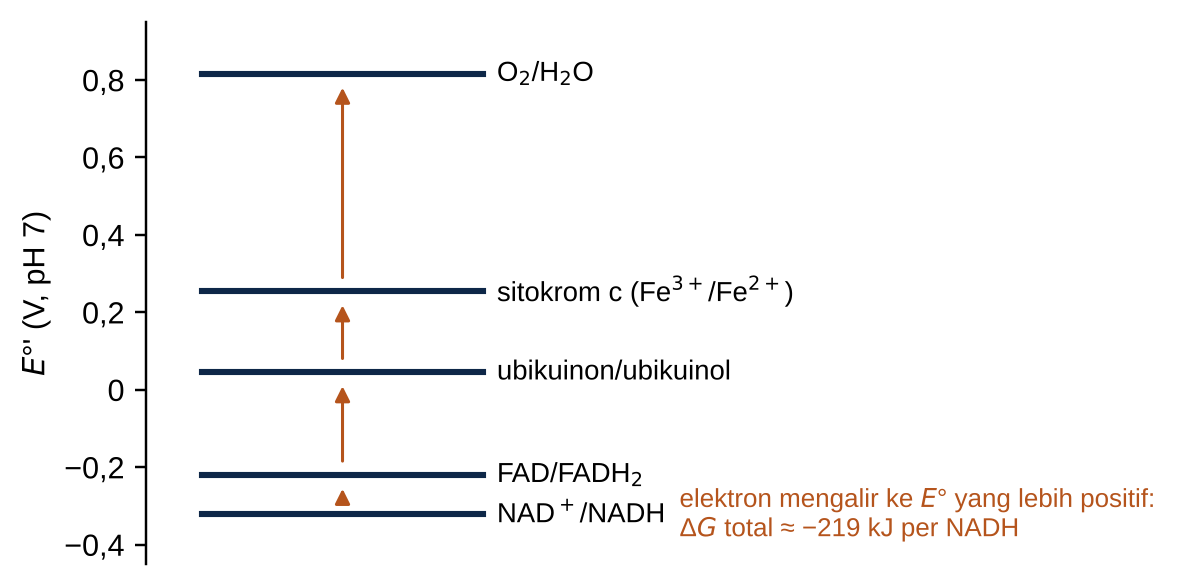 E°' (V, pH 7)
0,8
0,6
0,4
0,2
0
−0,2
−0,4
O₂/H₂O
sitokrom c (Fe³⁺/Fe²⁺)
ubikuinon/ubikuinol
FAD/FADH₂
NAD⁺/NADH
elektron mengalir ke E° yang lebih positif:
ΔG total ≈ −219 kJ per NADH